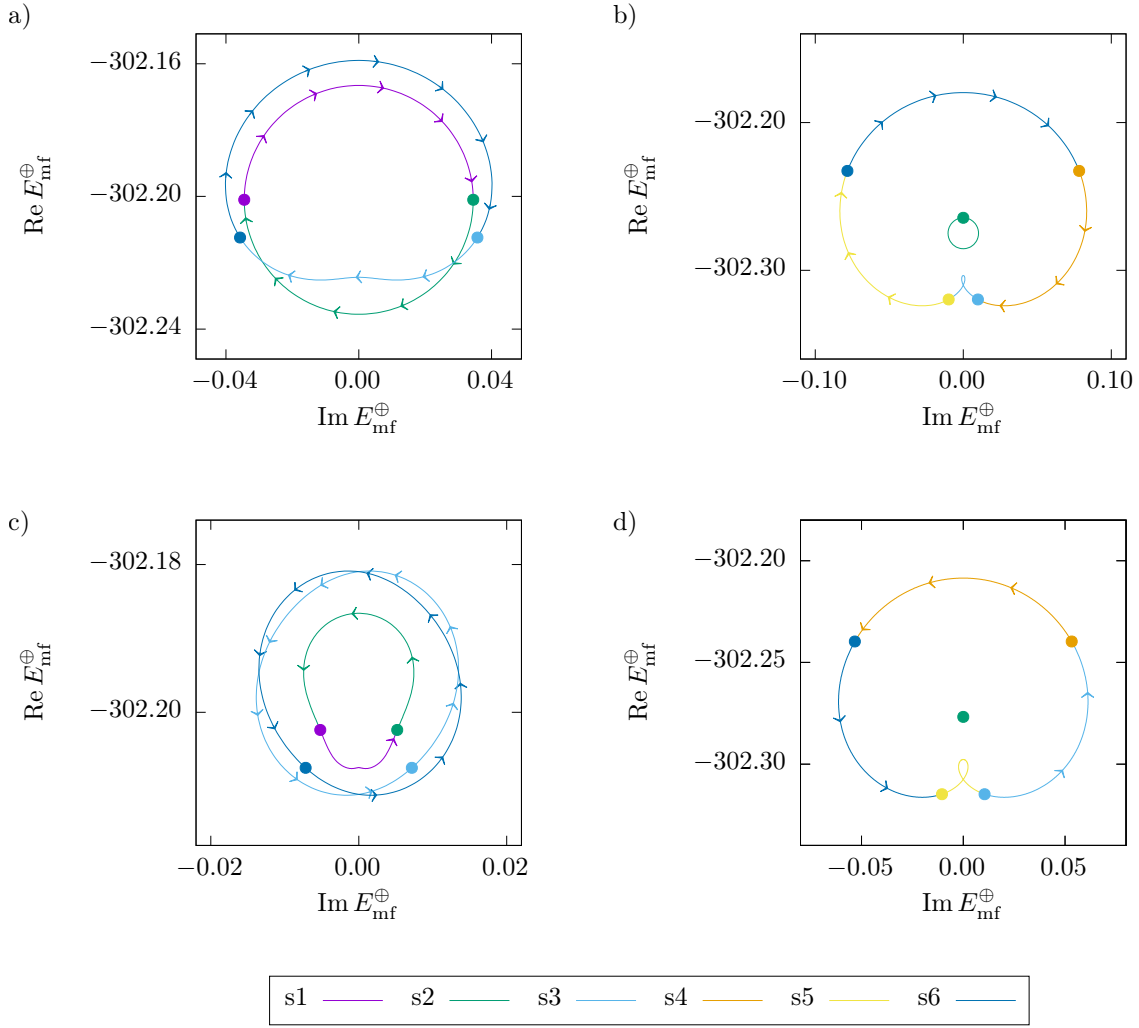 a)
−302.16
−302.20
−302.24
Re E⊕mf
−0.04 0.00 0.04
Im E⊕mf
b)
−302.20
−302.30
Re E⊕mf
−0.10 0.00 0.10
Im E⊕mf
c)
−302.18
−302.20
Re E⊕mf
−0.02 0.00 0.02
Im E⊕mf
d)
−302.20
−302.25
−302.30
Re E⊕mf
−0.05 0.00 0.05
Im E⊕mf
s1 s2 s3 s4 s5 s6